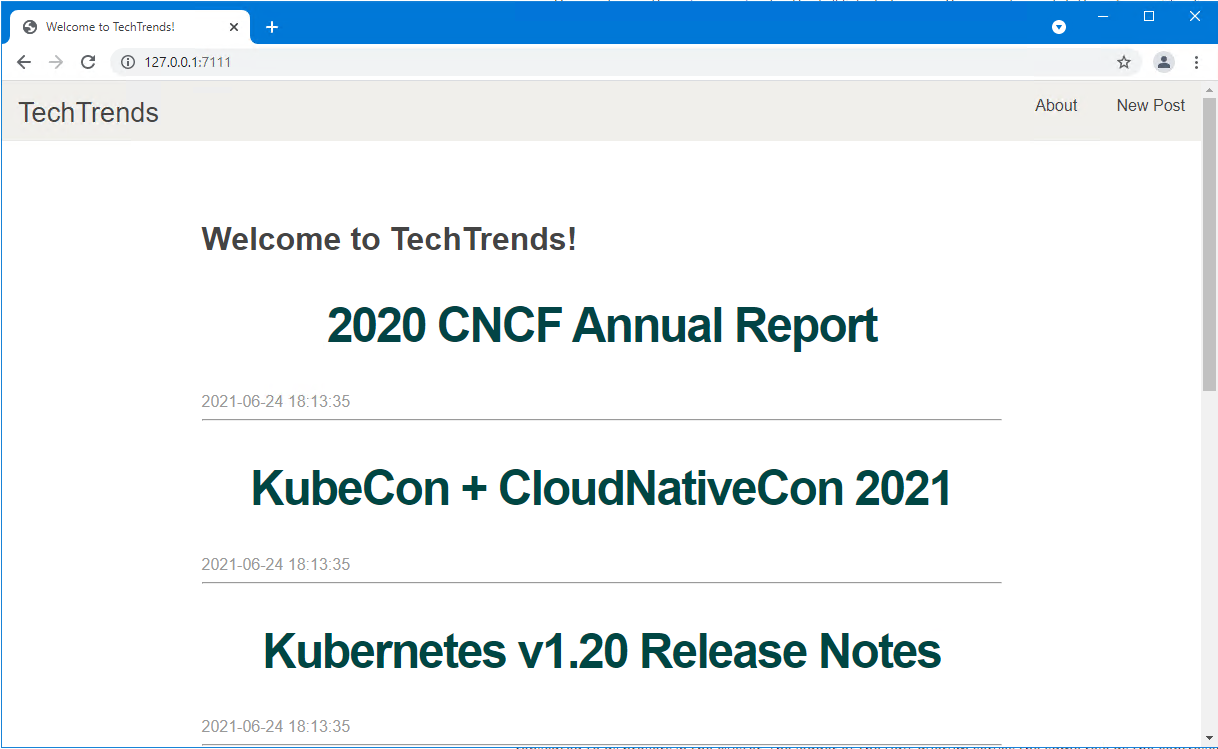 Welcome to TechTrends!
127.0.0.1:7111
TechTrends
About
New Post
Welcome to TechTrends!
2020 CNCF Annual Report
2021-06-24 18:13:35
KubeCon + CloudNativeCon 2021
2021-06-24 18:13:35
Kubernetes v1.20 Release Notes
2021-06-24 18:13:35